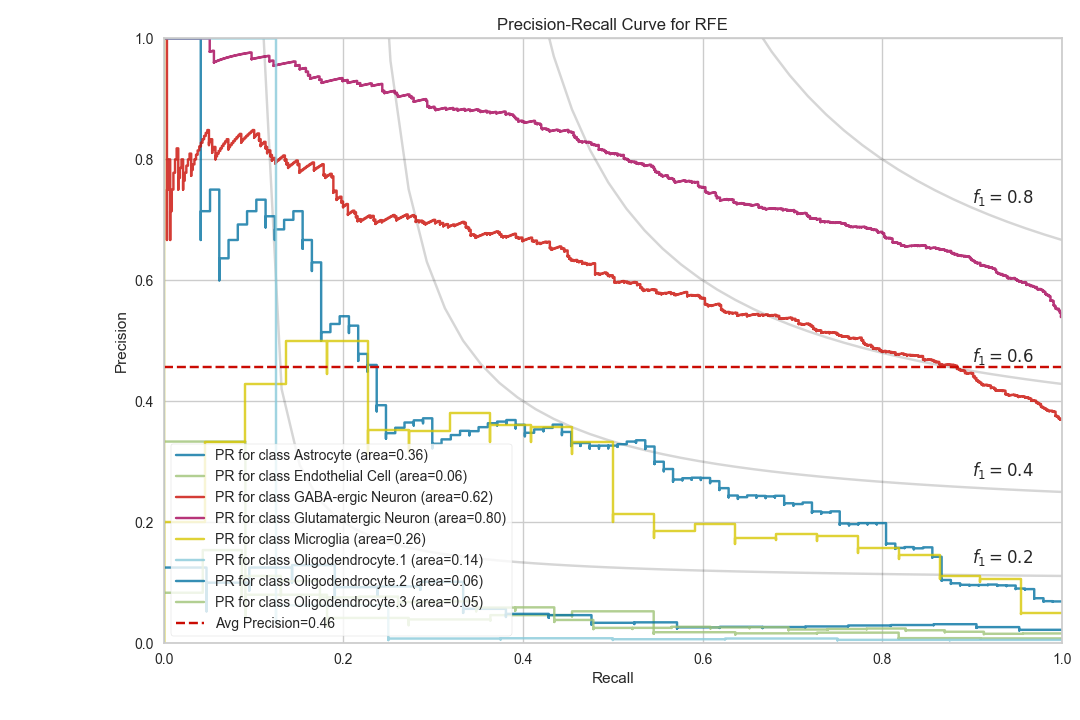 Precision-Recall Curve for RFE
1.0
0.8
0.6
0.4
0.2
0.0
Precision
f₁ = 0.8
f₁ = 0.6
f₁ = 0.4
f₁ = 0.2
PR for class Astrocyte (area=0.36)
PR for class Endothelial Cell (area=0.06)
PR for class GABA-ergic Neuron (area=0.62)
PR for class Glutamatergic Neuron (area=0.80)
PR for class Microglia (area=0.26)
PR for class Oligodendrocyte.1 (area=0.14)
PR for class Oligodendrocyte.2 (area=0.06)
PR for class Oligodendrocyte.3 (area=0.05)
Avg Precision=0.46
0.0 0.2 0.4 0.6 0.8 1.0
Recall